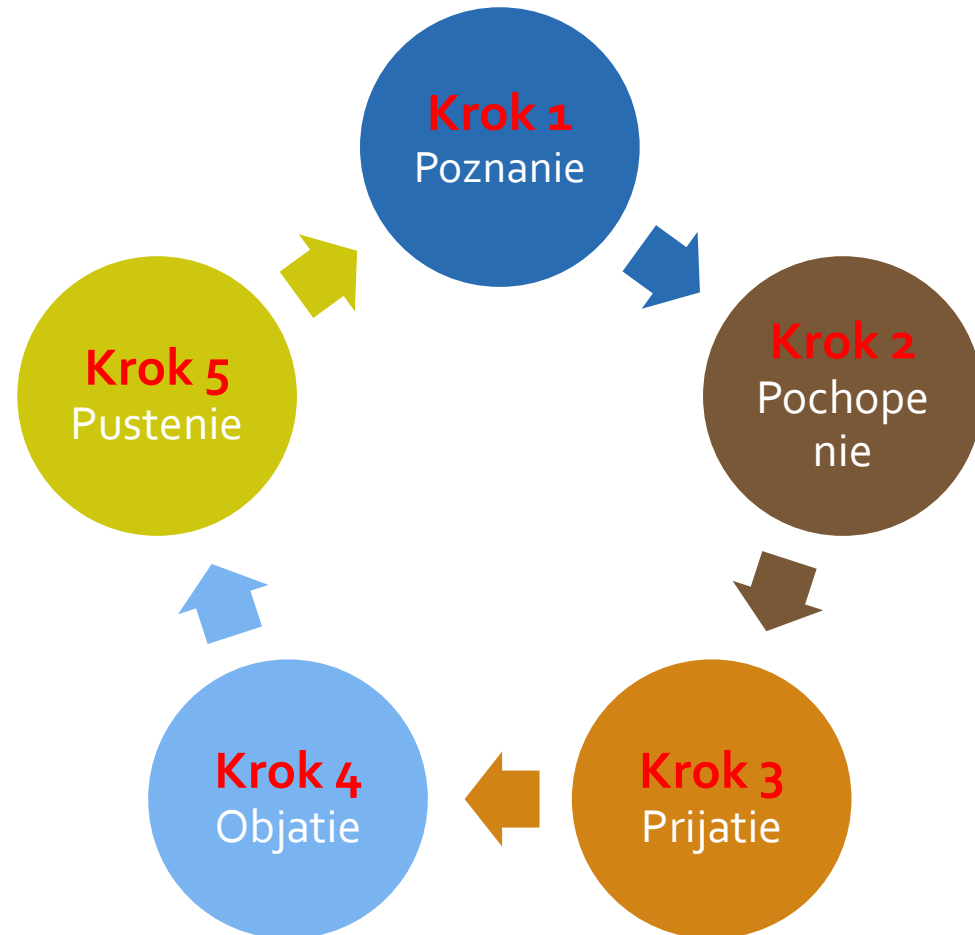 Krok 1
Poznanie
Krok 2
Pochope
nie
Krok 3
Prijatie
Krok 4
Objatie
Krok 5
Pustenie